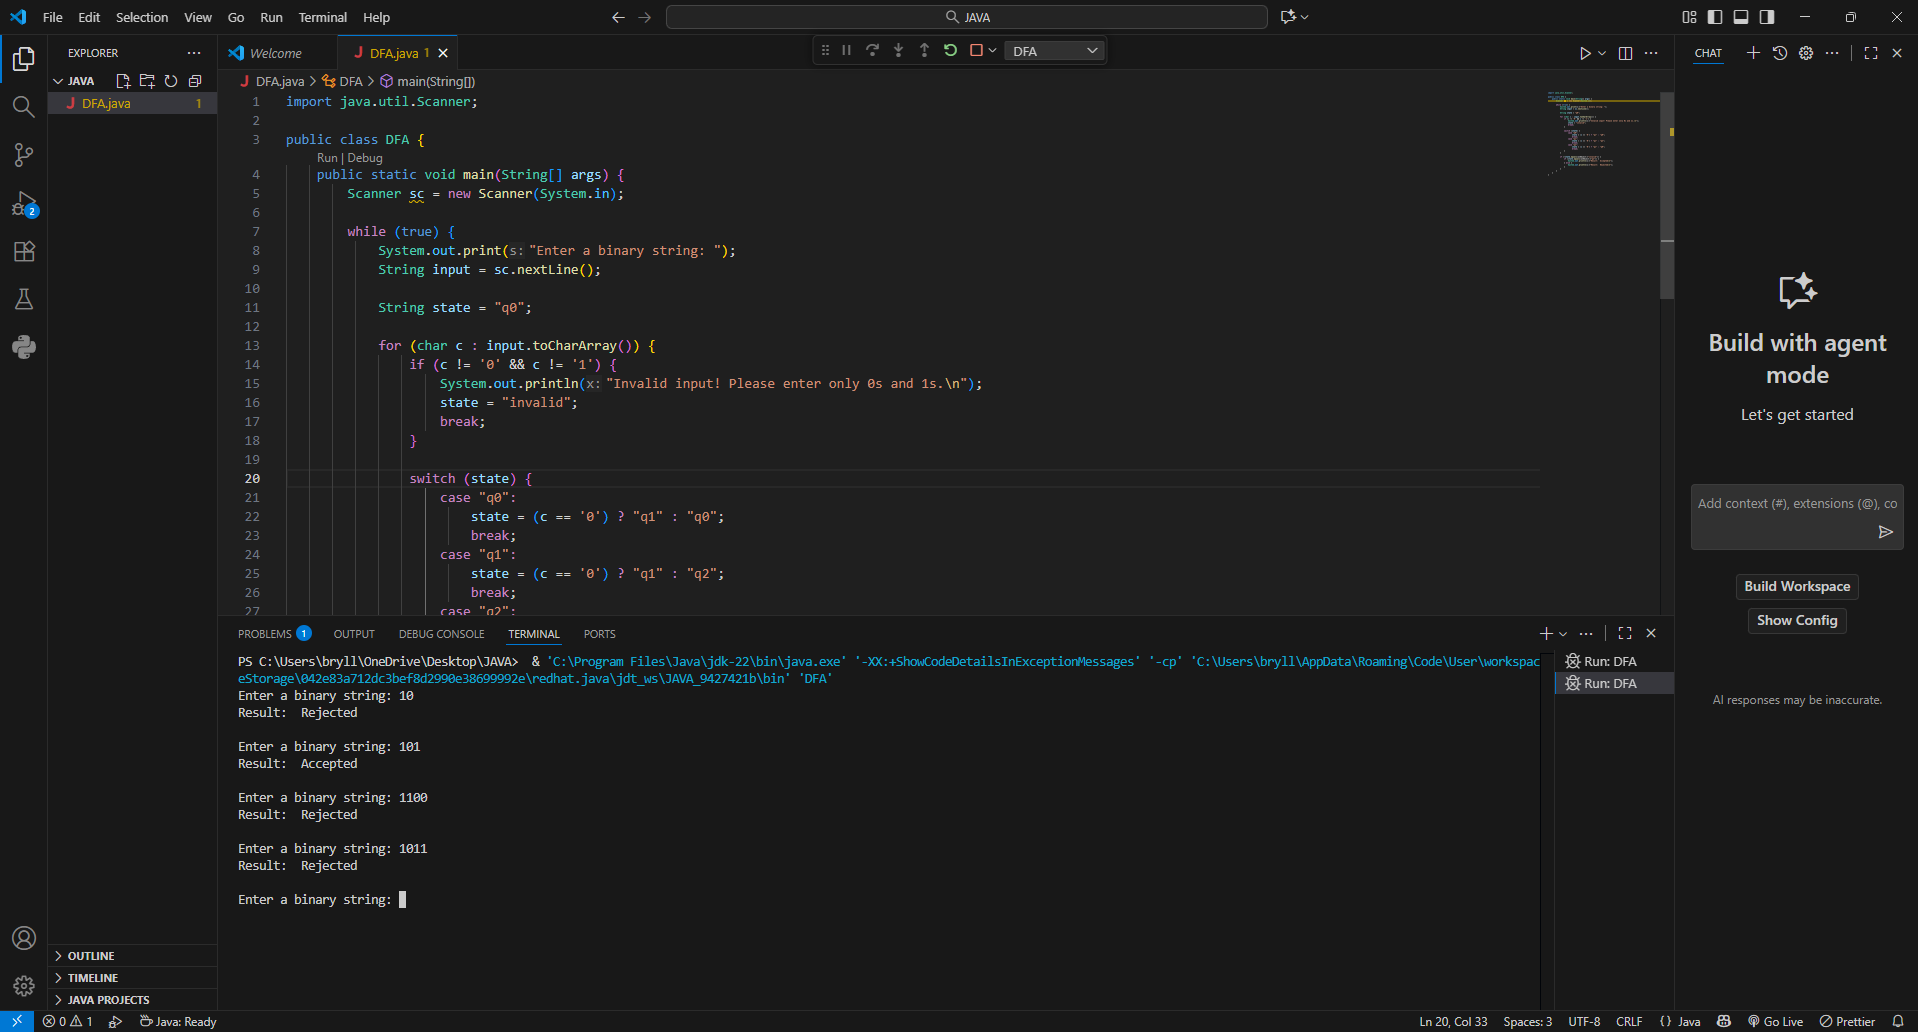 File Edit Selection View Go Run Terminal Help
JAVA
EXPLORER
JAVA
DFA.java 1
OUTLINE
TIMELINE
JAVA PROJECTS
Welcome
DFA.java 1
DFA
DFA.java > DFA > main(String[])
1 import java.util.Scanner;
2
3 public class DFA {
Run | Debug
4 public static void main(String[] args) {
5 Scanner sc = new Scanner(System.in);
6
7 while (true) {
8 System.out.print(s: "Enter a binary string: ");
9 String input = sc.nextLine();
10
11 String state = "q0";
12
13 for (char c : input.toCharArray()) {
14 if (c != '0' && c != '1') {
15 System.out.println(x: "Invalid input! Please enter only 0s and 1s.\n");
16 state = "invalid";
17 break;
18 }
19
20 switch (state) {
21 case "q0":
22 state = (c == '0') ? "q1" : "q0";
23 break;
24 case "q1":
25 state = (c == '0') ? "q1" : "q2";
26 break;
27 case "q2":
PROBLEMS 1 OUTPUT DEBUG CONSOLE TERMINAL PORTS
PS C:\Users\bryll\OneDrive\Desktop\JAVA> & 'C:\Program Files\Java\jdk-22\bin\java.exe' '-XX:+ShowCodeDetailsInExceptionMessages' '-cp' 'C:\Users\bryll\AppData\Roaming\Code\User\workspac
eStorage\042e83a712dc3bef8d2990e38699992e\redhat.java\jdt_ws\JAVA_9427421b\bin' 'DFA'
Enter a binary string: 10
Result: Rejected
Enter a binary string: 101
Result: Accepted
Enter a binary string: 1100
Result: Rejected
Enter a binary string: 1011
Result: Rejected
Enter a binary string:
Run: DFA
Run: DFA
CHAT
Build with agent
mode
Let's get started
Add context (#), extensions (@), co
Build Workspace
Show Config
AI responses may be inaccurate.
2
0 1 Java: Ready
Ln 20, Col 33 Spaces: 3 UTF-8 CRLF {} Java Go Live Prettier